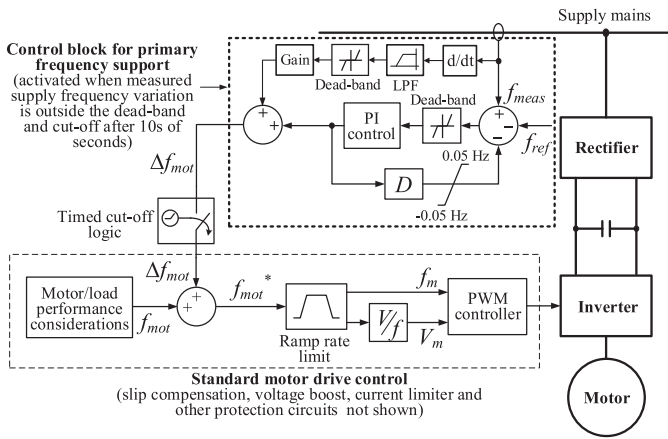 Supply mains
Control block for primary
frequency support
(activated when measured
supply frequency variation
is outside the dead-band
and cut-off after 10s of
seconds)
Gain
Dead-band
LPF
d/dt
f_meas
+
+
+
−
−
Dead-band
PI
control
f_ref
0.05 Hz
D
-0.05 Hz
Δf_mot
Timed cut-off
logic
Δf_mot
Rectifier
Motor/load
performance
considerations
f_mot
+
+
f_mot*
Ramp rate
limit
f_m
V/f
V_m
PWM
controller
Inverter
Motor
Standard motor drive control
(slip compensation, voltage boost, current limiter and
other protection circuits not shown)